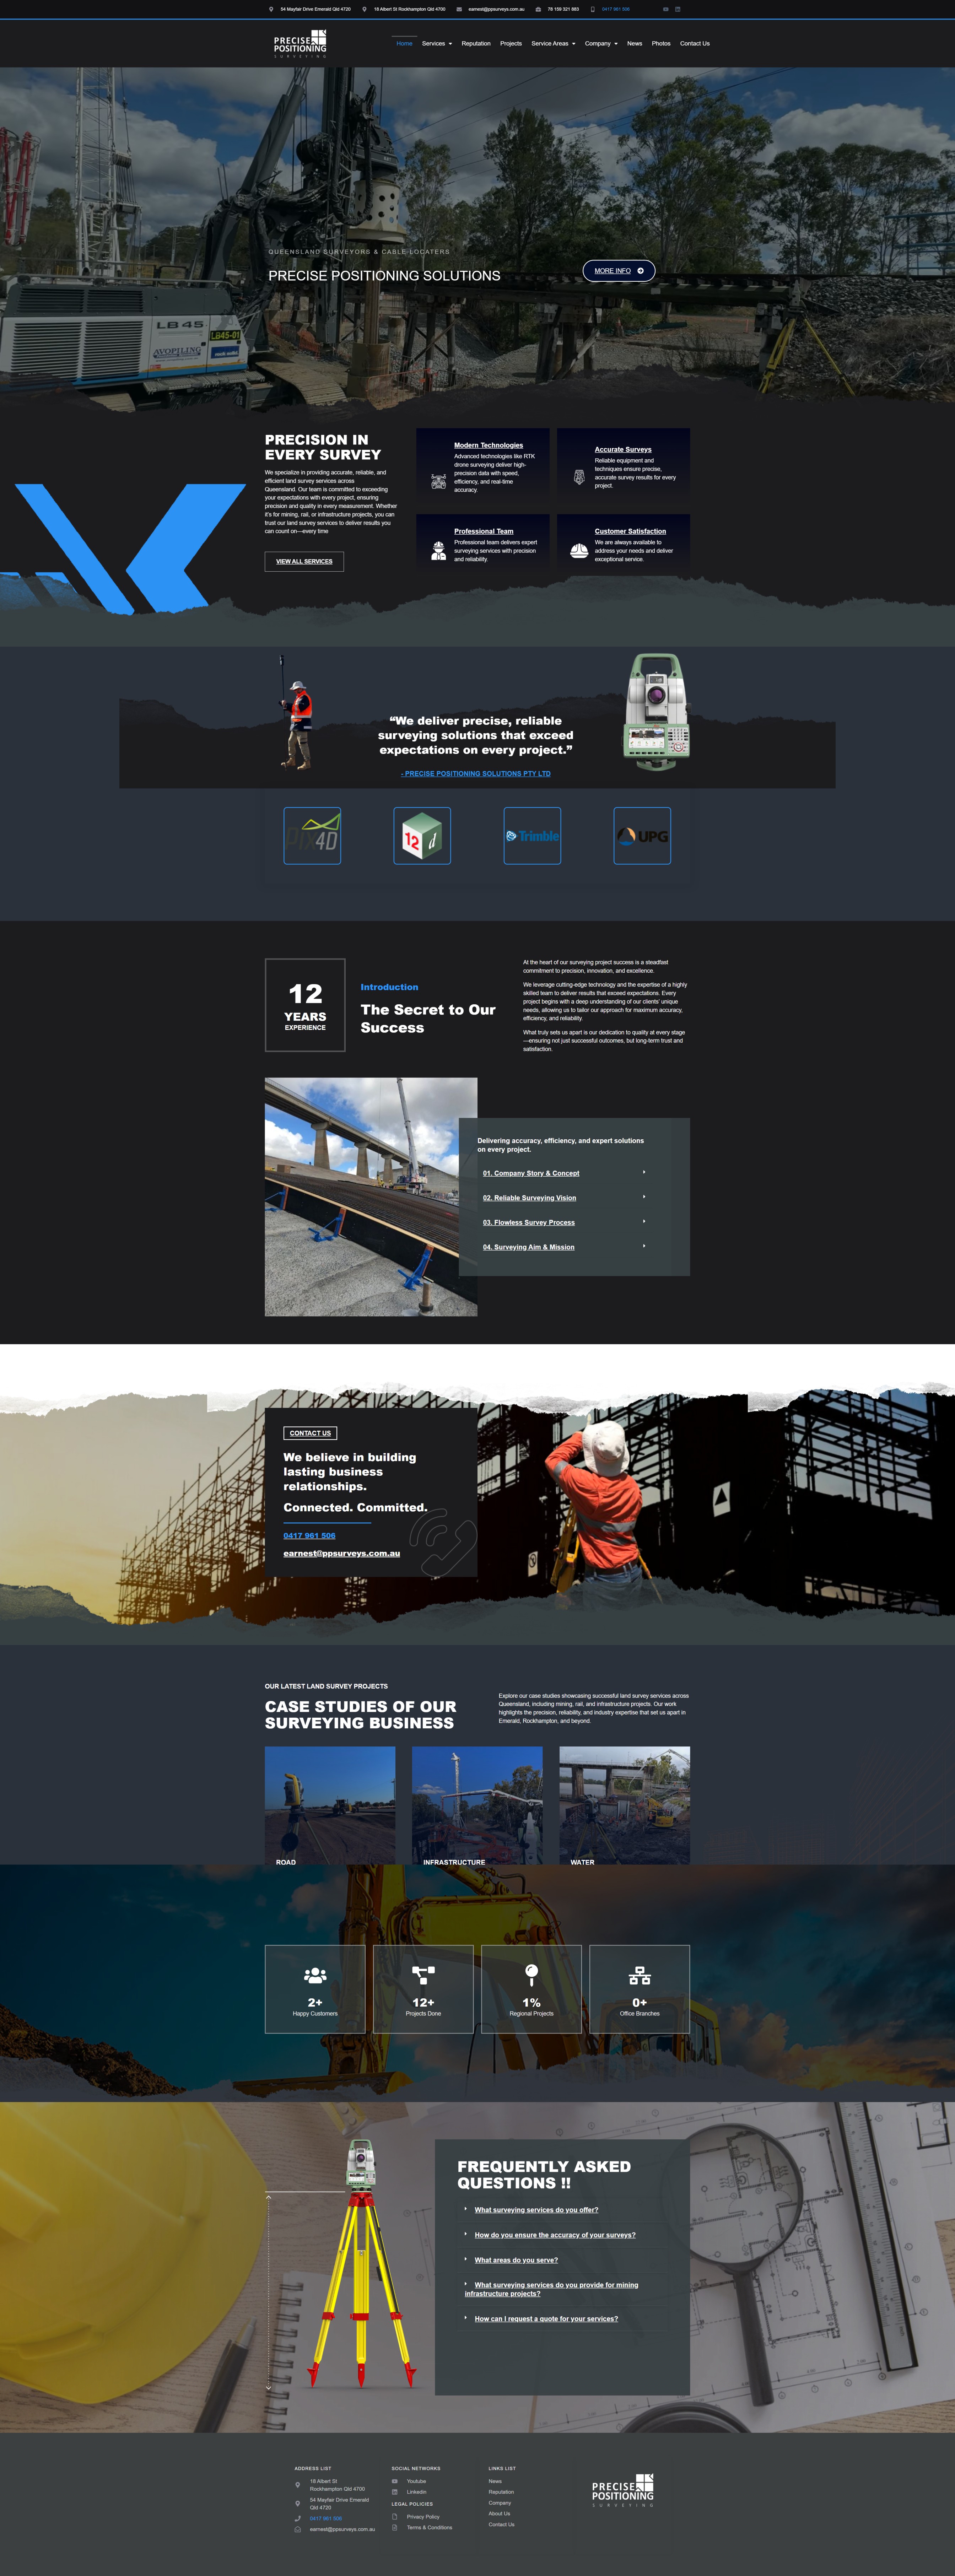 54 Mayfair Drive Emerald Qld 4720
18 Albert St Rockhampton Qld 4700
earnest@ppsurveys.com.au
78 159 321 883
0417 961 506
PRECISE
POSITIONING
SURVEYING
Home
Services
Reputation
Projects
Service Areas
Company
News
Photos
Contact Us
QUEENSLAND SURVEYORS & CABLE LOCATERS
PRECISE POSITIONING SOLUTIONS
MORE INFO
LB 45
LB45-01
AVOPILING
PRECISION IN
EVERY SURVEY
We specialize in providing accurate, reliable, and
efficient land survey services across
Queensland. Our team is committed to exceeding
your expectations with every project, ensuring
precision and quality in every measurement. Whether
it's for mining, rail, or infrastructure projects, you can
trust our land survey services to deliver results you
can count on—every time
VIEW ALL SERVICES
Modern Technologies
Advanced technologies like RTK
drone surveying deliver high-
precision data with speed,
efficiency, and real-time
accuracy.
Accurate Surveys
Reliable equipment and
techniques ensure precise,
accurate survey results for every
project.
Professional Team
Professional team delivers expert
surveying services with precision
and reliability.
Customer Satisfaction
We are always available to
address your needs and deliver
exceptional service.
“We deliver precise, reliable
surveying solutions that exceed
expectations on every project.”
- PRECISE POSITIONING SOLUTIONS PTY LTD
PIX4D
12 d
Trimble
UPG
12
YEARS
EXPERIENCE
Introduction
The Secret to Our
Success
At the heart of our surveying project success is a steadfast
commitment to precision, innovation, and excellence.
We leverage cutting-edge technology and the expertise of a highly
skilled team to deliver results that exceed expectations. Every
project begins with a deep understanding of our clients' unique
needs, allowing us to tailor our approach for maximum accuracy,
efficiency, and reliability.
What truly sets us apart is our dedication to quality at every stage
—ensuring not just successful outcomes, but long-term trust and
satisfaction.
Delivering accuracy, efficiency, and expert solutions
on every project.
01. Company Story & Concept
02. Reliable Surveying Vision
03. Flowless Survey Process
04. Surveying Aim & Mission
CONTACT US
We believe in building
lasting business
relationships.
Connected. Committed.
0417 961 506
earnest@ppsurveys.com.au
OUR LATEST LAND SURVEY PROJECTS
CASE STUDIES OF OUR
SURVEYING BUSINESS
Explore our case studies showcasing successful land survey services across
Queensland, including mining, rail, and infrastructure projects. Our work
highlights the precision, reliability, and industry expertise that set us apart in
Emerald, Rockhampton, and beyond.
ROAD
INFRASTRUCTURE
WATER
2+
Happy Customers
12+
Projects Done
1%
Regional Projects
0+
Office Branches
FREQUENTLY ASKED
QUESTIONS !!
What surveying services do you offer?
How do you ensure the accuracy of your surveys?
What areas do you serve?
What surveying services do you provide for mining
infrastructure projects?
How can I request a quote for your services?
ADDRESS LIST
18 Albert St
Rockhampton Qld 4700
54 Mayfair Drive Emerald
Qld 4720
0417 961 506
earnest@ppsurveys.com.au
SOCIAL NETWORKS
Youtube
Linkedin
LEGAL POLICIES
Privacy Policy
Terms & Conditions
LINKS LIST
News
Reputation
Company
About Us
Contact Us
PRECISE
POSITIONING
SURVEYING